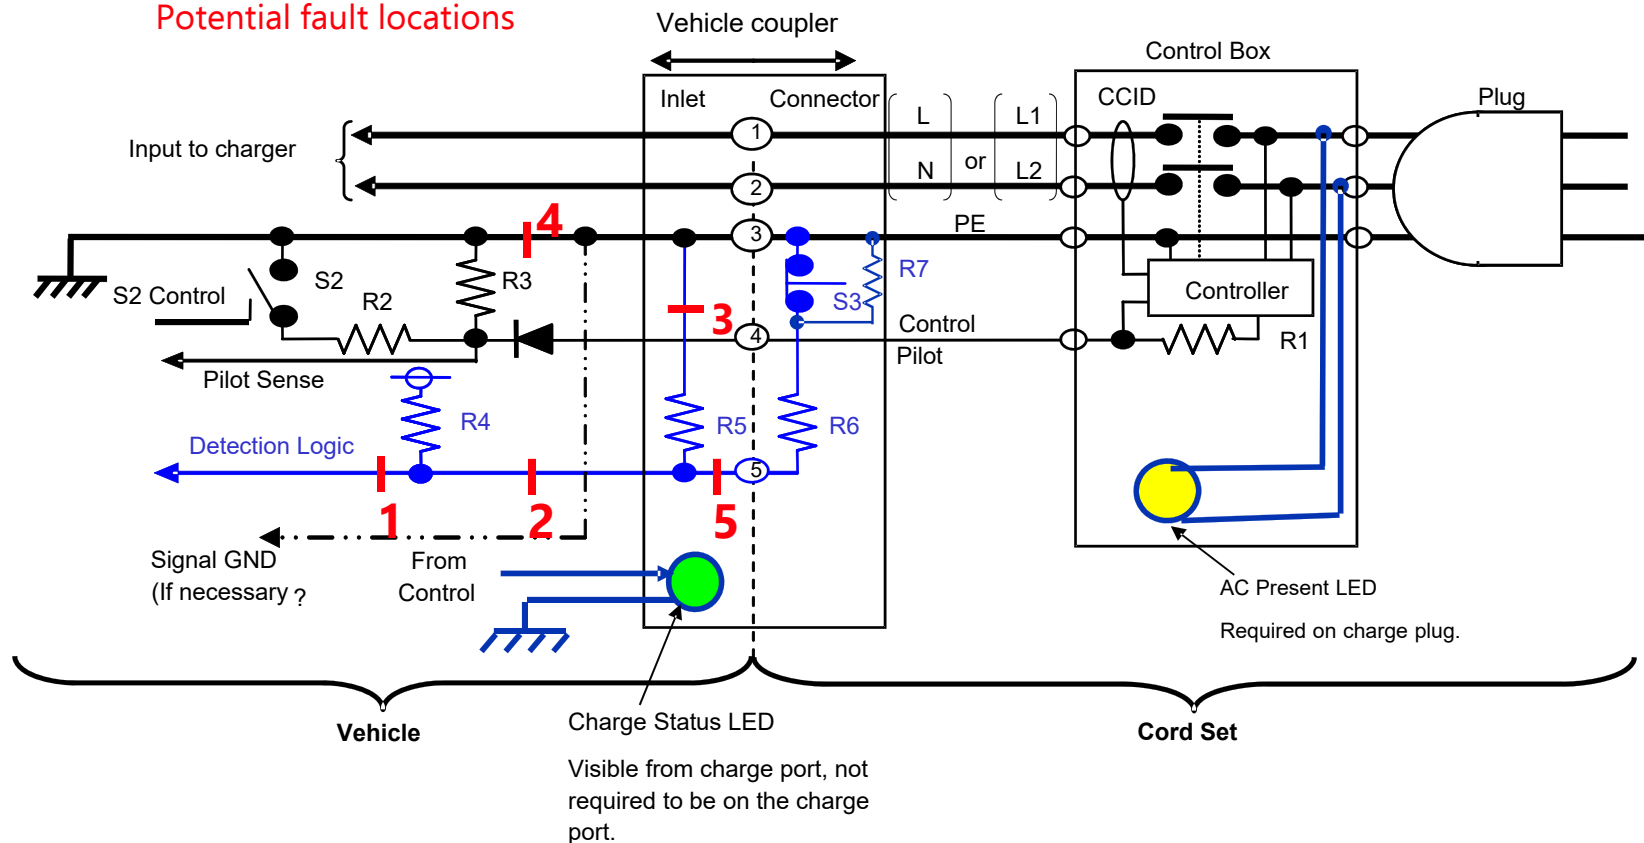 Potential fault locations
Vehicle coupler
Control Box
Inlet
Connector
L
N
or
L1
L2
CCID
Plug
Input to charger
1
2
3
4
5
PE
4
S2 Control
S2
R2
R3
3
S3
R7
Control
Pilot
Controller
R1
Pilot Sense
R4
R5
R6
Detection Logic
1
2
5
Signal GND
(If necessary ?
From
Control
AC Present LED
Required on charge plug.
Vehicle
Cord Set
Charge Status LED
Visible from charge port, not
required to be on the charge
port.